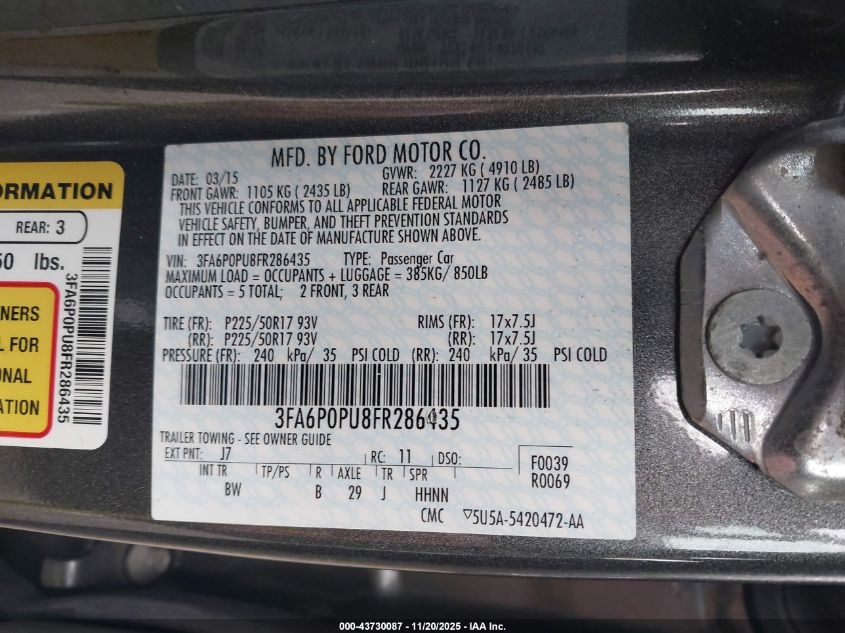 MFD. BY FORD MOTOR CO.
DATE: 03/15 GVWR: 2227 KG ( 4910 LB)
FRONT GAWR: 1105 KG ( 2435 LB) REAR GAWR: 1127 KG ( 2485 LB)
THIS VEHICLE CONFORMS TO ALL APPLICABLE FEDERAL MOTOR
VEHICLE SAFETY, BUMPER, AND THEFT PREVENTION STANDARDS
IN EFFECT ON THE DATE OF MANUFACTURE SHOWN ABOVE.
VIN: 3FA6P0PU8FR286435 TYPE: Passenger Car
MAXIMUM LOAD = OCCUPANTS + LUGGAGE = 385KG/ 850LB
OCCUPANTS = 5 TOTAL; 2 FRONT, 3 REAR
TIRE (FR): P225/50R17 93V RIMS (FR): 17x7.5J
(RR): P225/50R17 93V (RR): 17x7.5J
PRESSURE (FR): 240 kPa/ 35 PSI COLD (RR): 240 kPa/ 35 PSI COLD
3FA6P0PU8FR286435
TRAILER TOWING - SEE OWNER GUIDE
EXT PNT: J7 RC: 11 DSO:
F0039
R0069
INT TR TP/PS R AXLE TR SPR
BW B 29 J HHNN
CMC ▽5U5A-5420472-AA
ORMATION
REAR: 3
50 lbs.
NERS
L FOR
ONAL
ATION
3FA6P0PU8FR286435
000-43730087 - 11/20/2025 - IAA Inc.